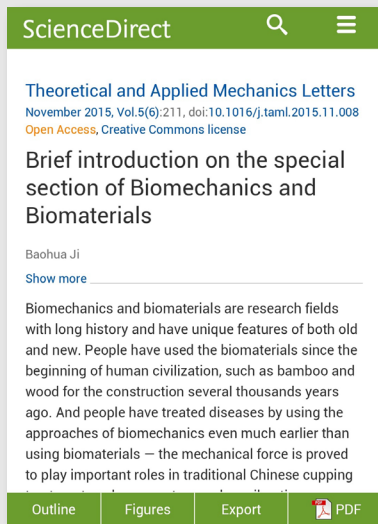 ScienceDirect
Theoretical and Applied Mechanics Letters
November 2015, Vol.5(6):211, doi:10.1016/j.taml.2015.11.008
Open Access, Creative Commons license
Brief introduction on the special
section of Biomechanics and
Biomaterials
Baohua Ji
Show more
Biomechanics and biomaterials are research fields
with long history and have unique features of both old
and new. People have used the biomaterials since the
beginning of human civilization, such as bamboo and
wood for the construction several thousands years
ago. And people have treated diseases by using the
approaches of biomechanics even much earlier than
using biomaterials — the mechanical force is proved
to play important roles in traditional Chinese cupping
Outline
Figures
Export
PDF